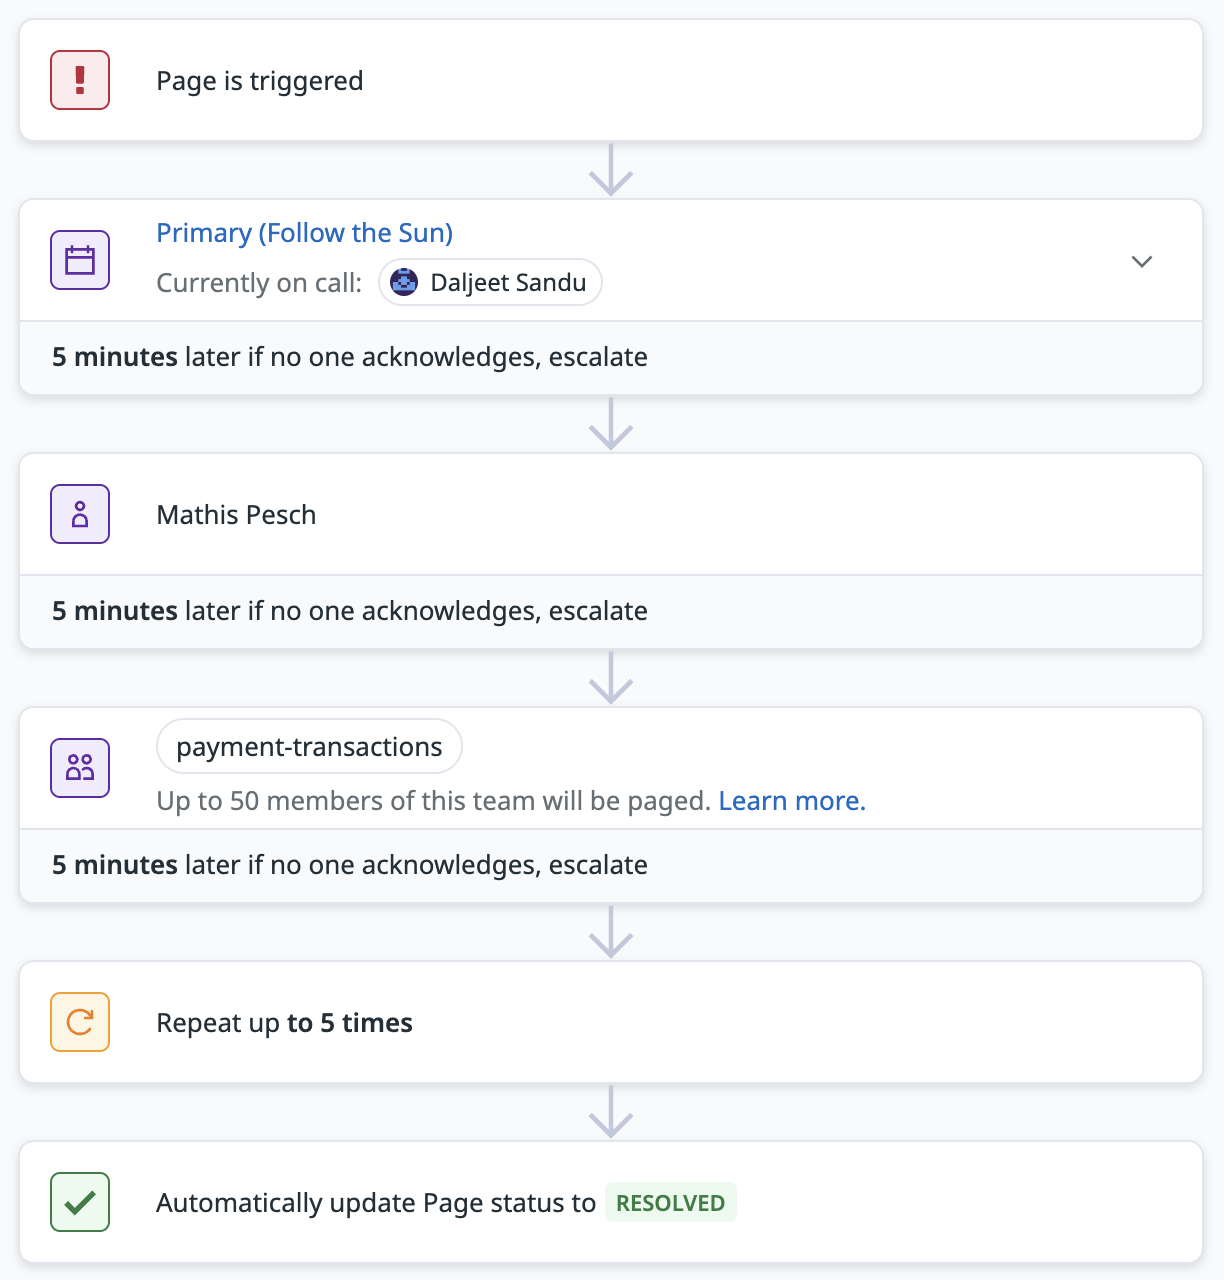 Page is triggered
Primary (Follow the Sun)
Currently on call: Daljeet Sandu
5 minutes later if no one acknowledges, escalate
Mathis Pesch
5 minutes later if no one acknowledges, escalate
payment-transactions
Up to 50 members of this team will be paged. Learn more.
5 minutes later if no one acknowledges, escalate
Repeat up to 5 times
Automatically update Page status to RESOLVED